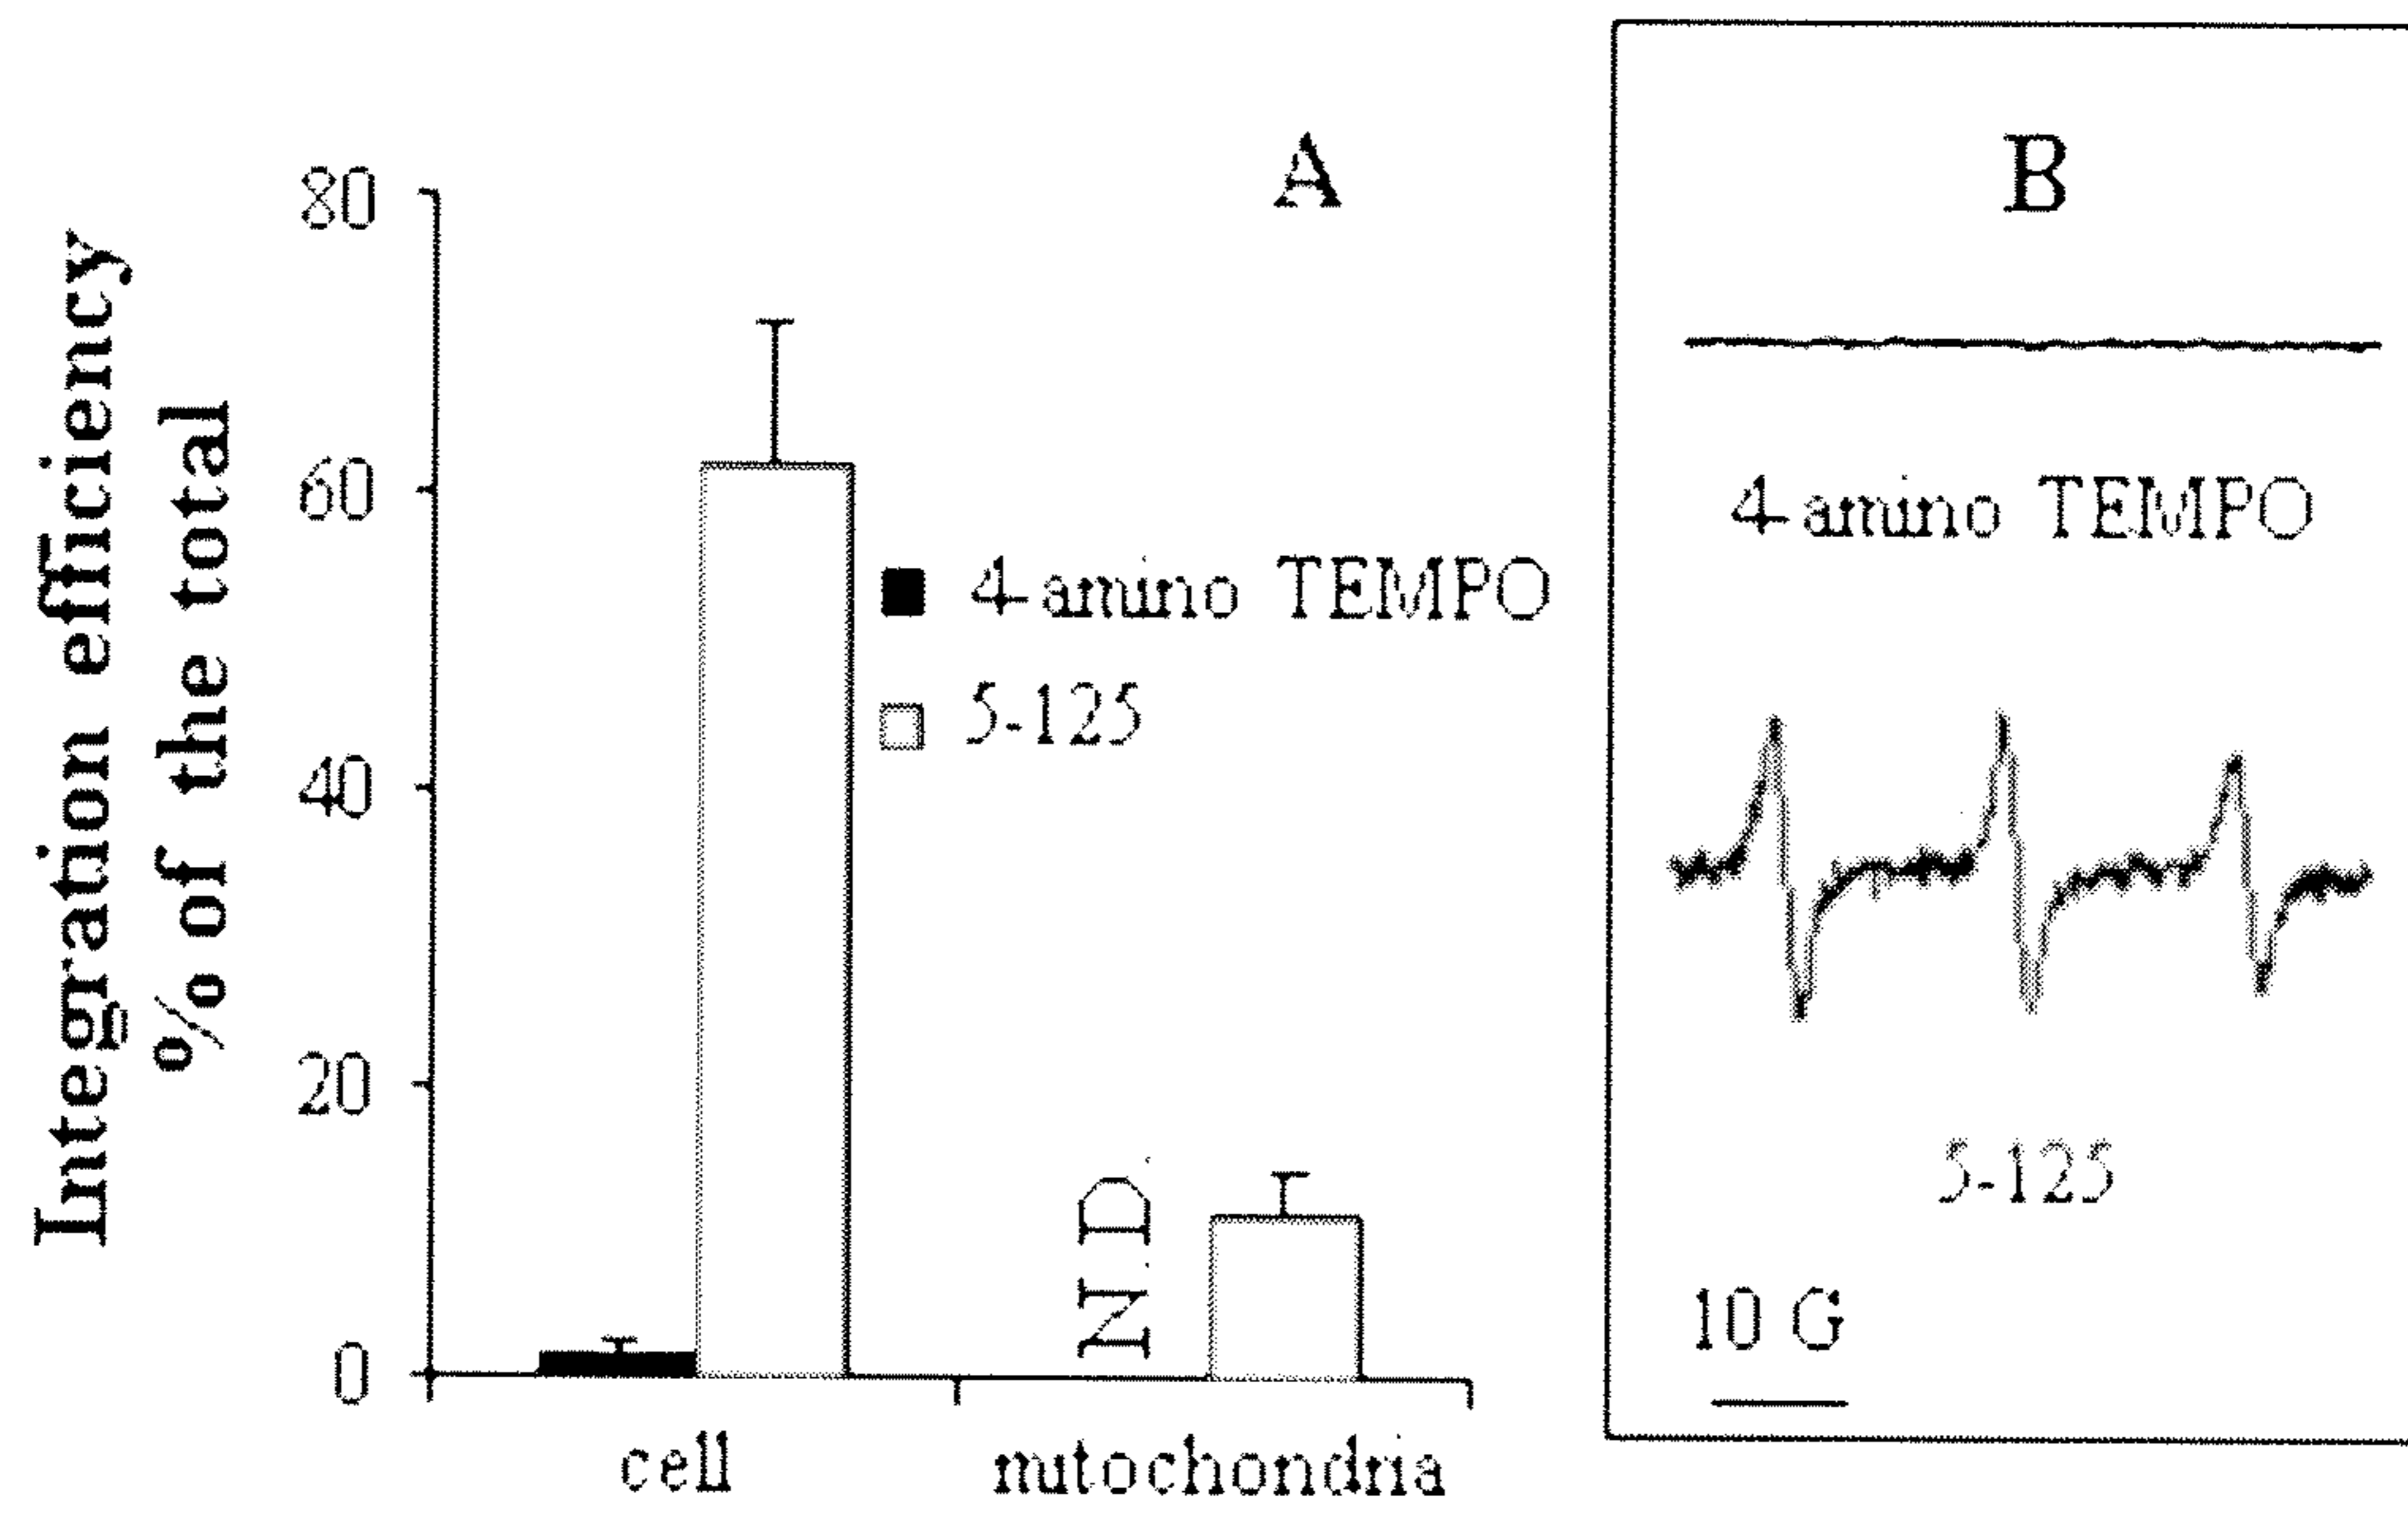 Integration efficiency
% of the total
80
60
40
20
0
A
4-amino TEMPO
5-125
N.D.
cell
mitochondria
B
4-amino TEMPO
5-125
10 G